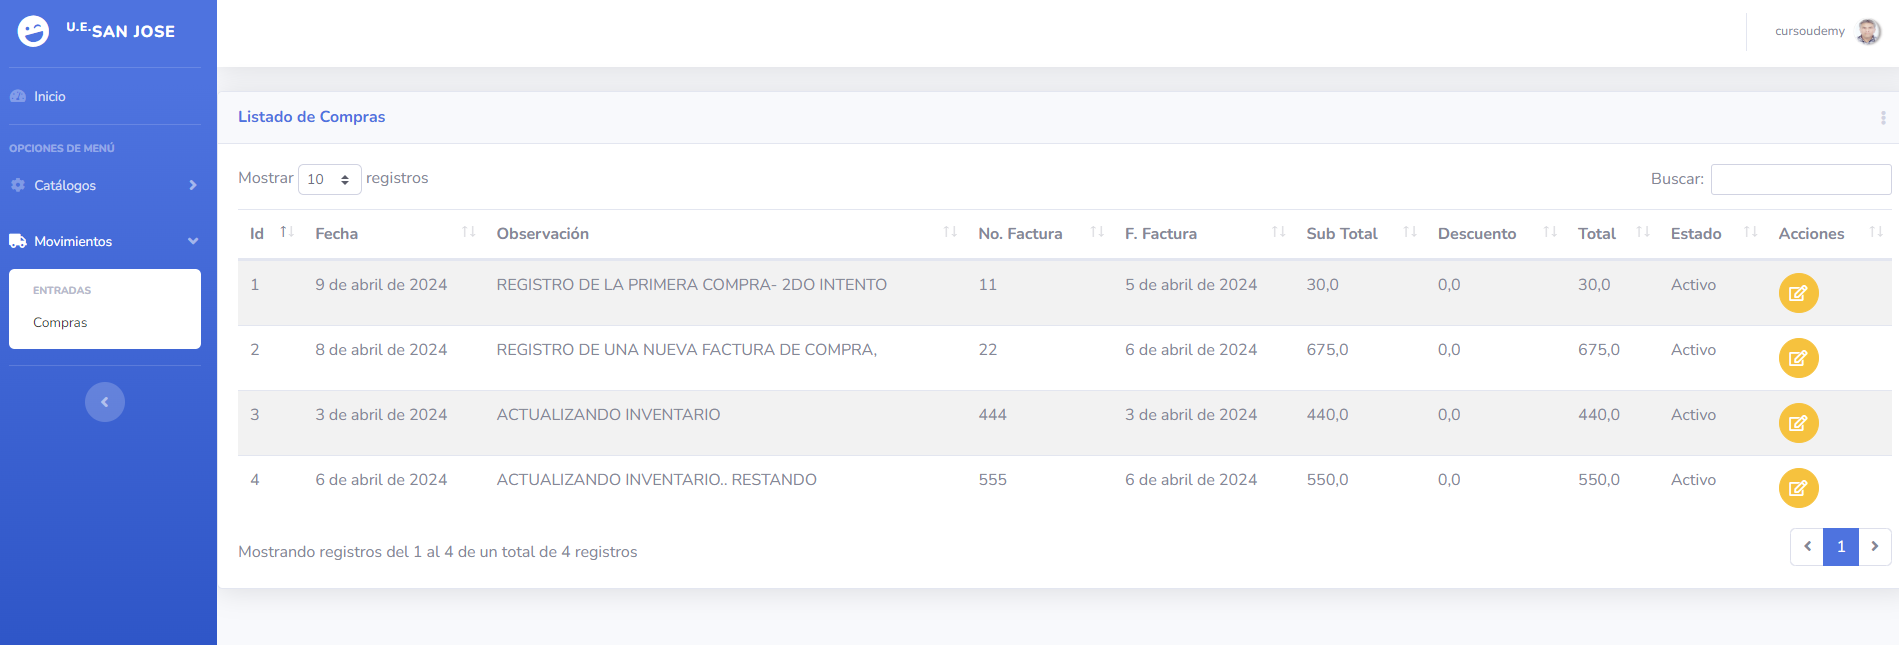 U.E.SAN JOSE
cursoudemy
Inicio
OPCIONES DE MENÚ
Catálogos
Movimientos
ENTRADAS
Compras
Listado de Compras
Mostrar 10 registros
Buscar:
Id Fecha Observación No. Factura F. Factura Sub Total Descuento Total Estado Acciones
1 9 de abril de 2024 REGISTRO DE LA PRIMERA COMPRA- 2DO INTENTO 11 5 de abril de 2024 30,0 0,0 30,0 Activo
2 8 de abril de 2024 REGISTRO DE UNA NUEVA FACTURA DE COMPRA, 22 6 de abril de 2024 675,0 0,0 675,0 Activo
3 3 de abril de 2024 ACTUALIZANDO INVENTARIO 444 3 de abril de 2024 440,0 0,0 440,0 Activo
4 6 de abril de 2024 ACTUALIZANDO INVENTARIO.. RESTANDO 555 6 de abril de 2024 550,0 0,0 550,0 Activo
Mostrando registros del 1 al 4 de un total de 4 registros
1